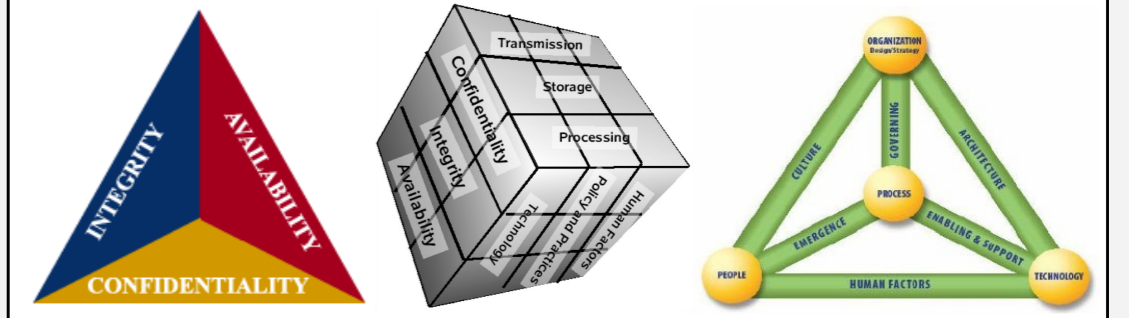 INTEGRITY
AVAILABILITY
CONFIDENTIALITY
Transmission
Storage
Processing
Confidentiality
Integrity
Availability
Technology
Policy and Practices
Human Factors
ORGANIZATION
Design/Strategy
CULTURE
GOVERNING
ARCHITECTURE
PROCESS
EMERGENCE
ENABLING & SUPPORT
PEOPLE
HUMAN FACTORS
TECHNOLOGY